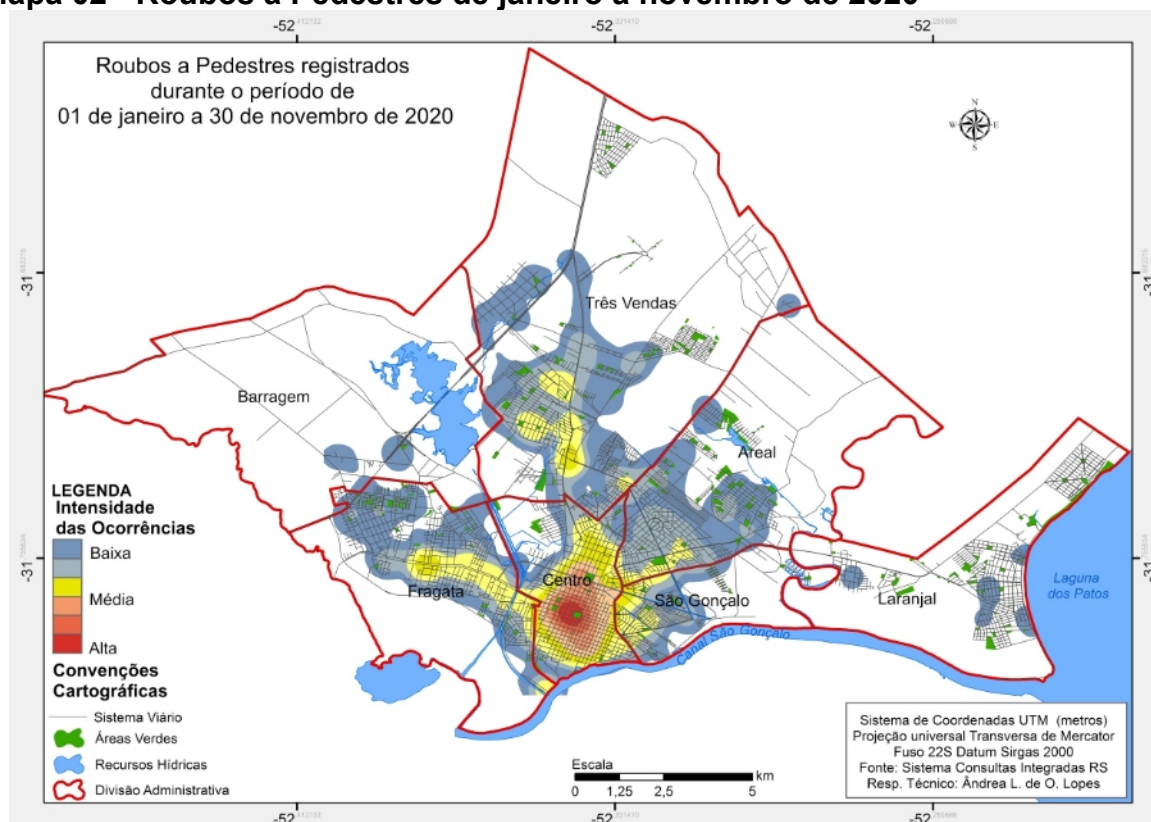 apa 02 - Roubos a Pedestres de janeiro a novembro de 2020
-52
-52
-52
Roubos a Pedestres registrados
durante o período de
01 de janeiro a 30 de novembro de 2020
N
W E
S
-31
-31
Três Vendas
Barragem
Areal
LEGENDA
Intensidade
das Ocorrências
Baixa
Média
Alta
-31
-31
Centro
Fragata
São Gonçalo
Laranjal
Laguna
dos Patos
Canal São Gonçalo
Convenções
Cartográficas
Sistema Viário
Áreas Verdes
Recursos Hídricas
Divisão Administrativa
Escala
km
0 1,25 2,5 5
Sistema de Coordenadas UTM (metros)
Projeção universal Transversa de Mercator
Fuso 22S Datum Sirgas 2000
Fonte: Sistema Consultas Integradas RS
Resp. Técnico: Ândrea L. de O. Lopes
-52
-52
-52